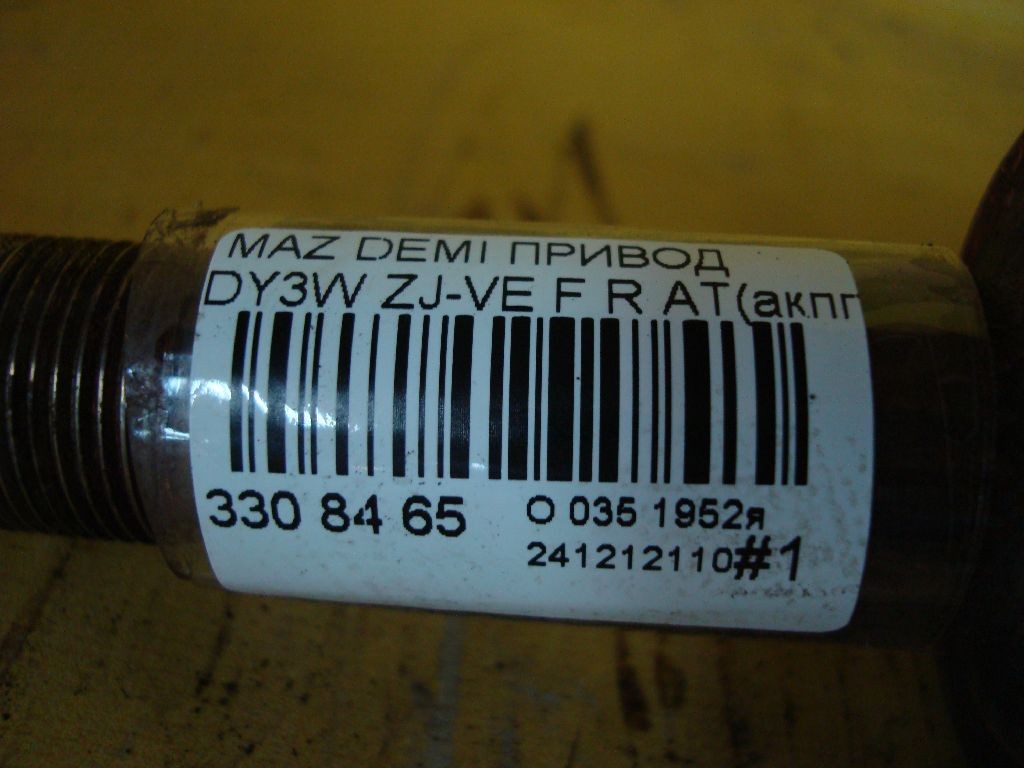 MAZ DEMI ПРИВОД
DY3W ZJ-VE F R AT(акпп
330 84 65
O 035 1952я
241212110#1